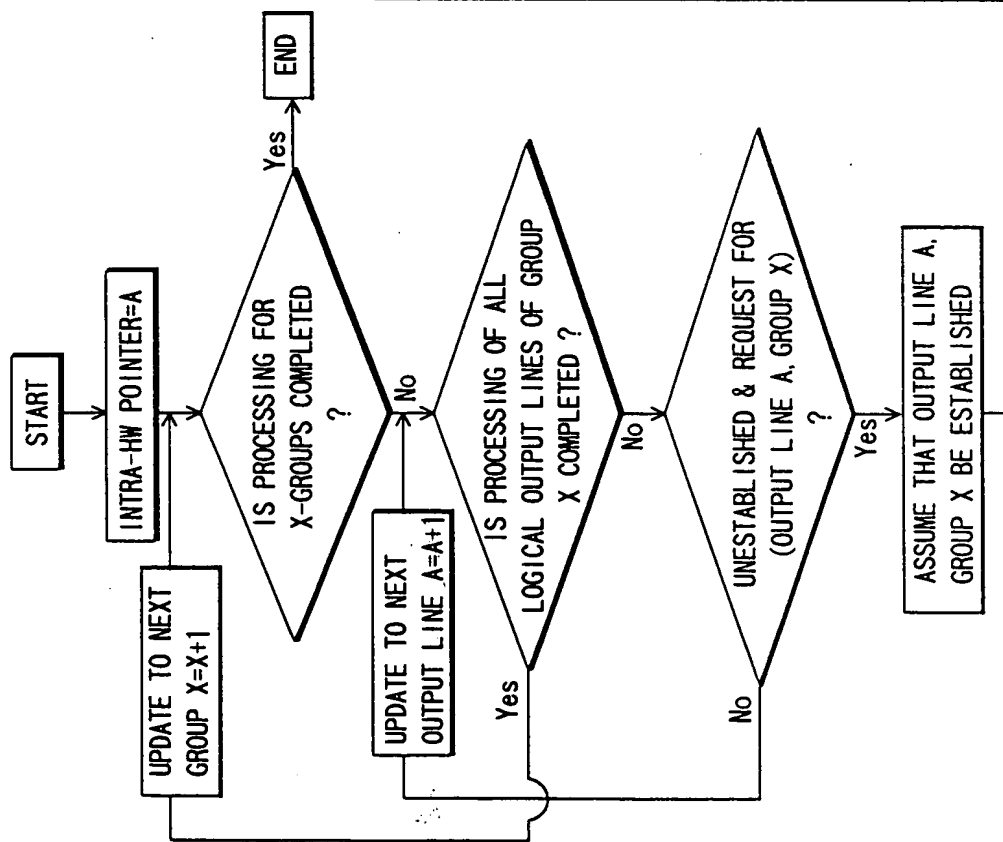 START
INTRA-HW POINTER=A
UPDATE TO NEXT
GROUP X=X+1
IS PROCESSING FOR
X-GROUPS COMPLETED
?
Yes
END
No
UPDATE TO NEXT
OUTPUT LINE A=A+1
IS PROCESSING OF ALL
LOGICAL OUTPUT LINES OF GROUP
X COMPLETED ?
Yes
No
UNESTABLISHED & REQUEST FOR
(OUTPUT LINE A, GROUP X)
?
No
Yes
ASSUME THAT OUTPUT LINE A,
GROUP X BE ESTABLISHED